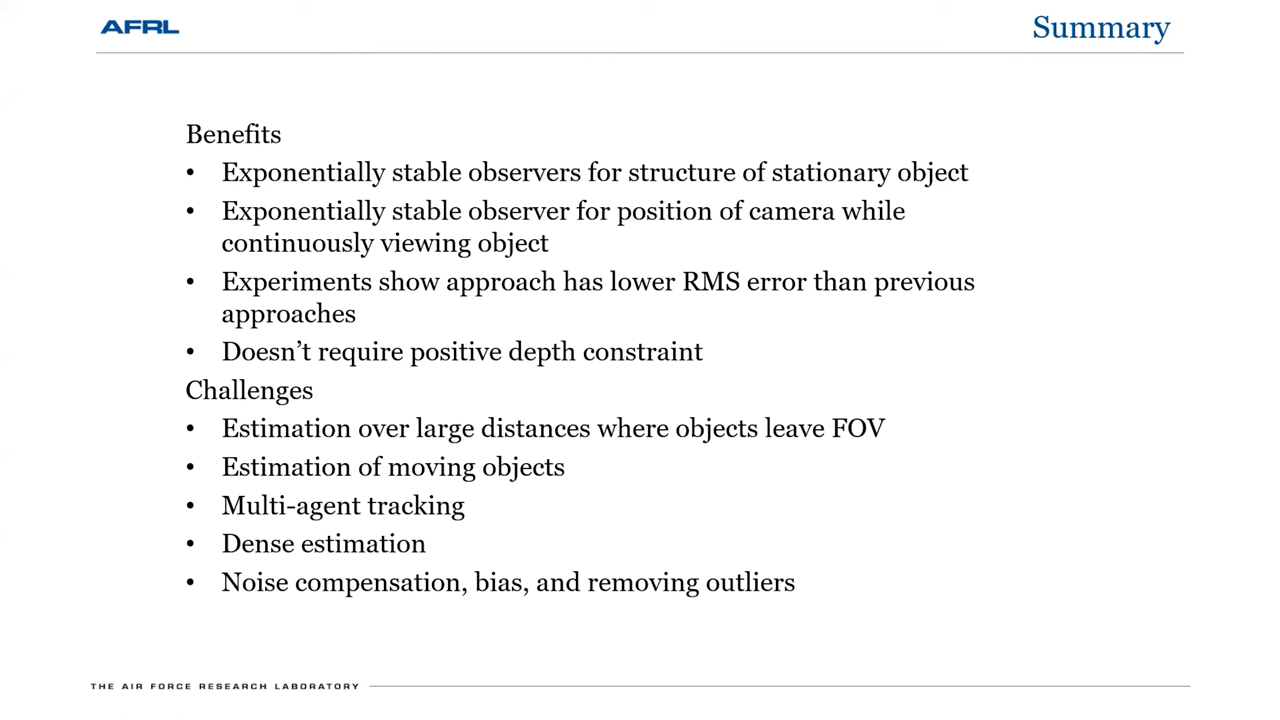 AFRL
Summary
Benefits
• Exponentially stable observers for structure of stationary object
• Exponentially stable observer for position of camera while
continuously viewing object
• Experiments show approach has lower RMS error than previous
approaches
• Doesn’t require positive depth constraint
Challenges
• Estimation over large distances where objects leave FOV
• Estimation of moving objects
• Multi-agent tracking
• Dense estimation
• Noise compensation, bias, and removing outliers
THE AIR FORCE RESEARCH LABORATORY